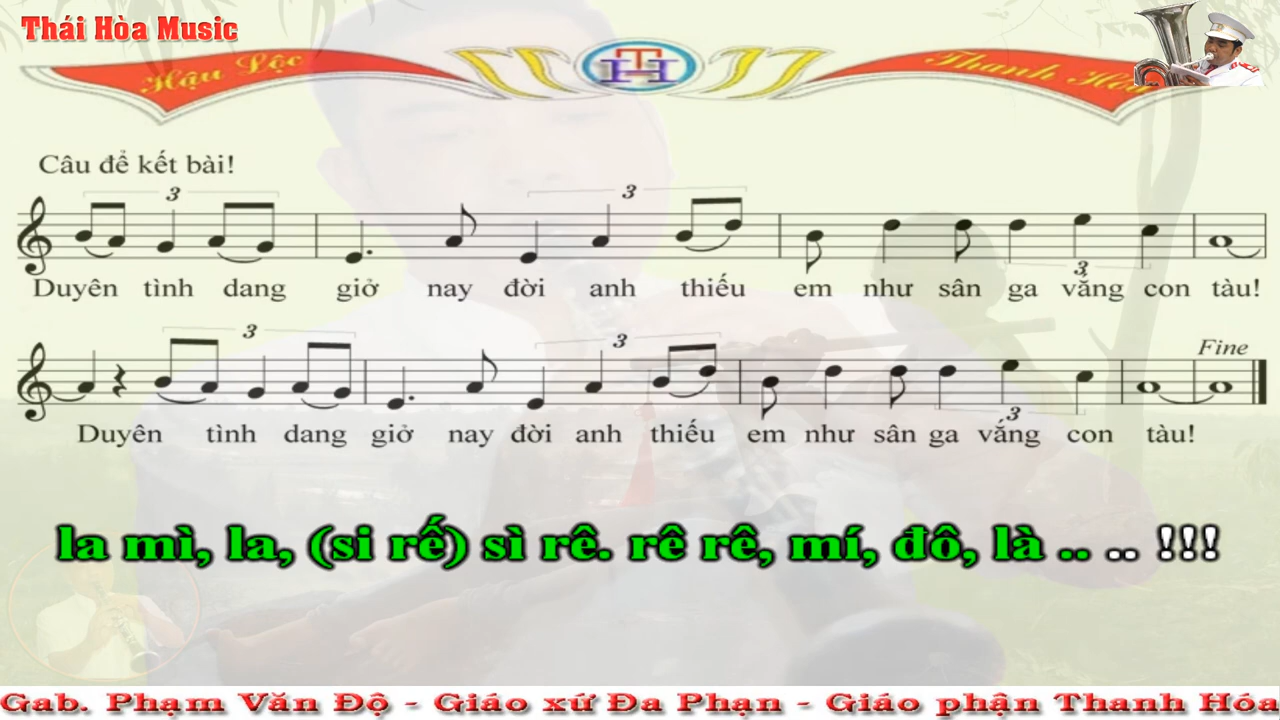 Thái Hòa Music
Hậu Lộc
TH
Thanh Hóa
Câu để kết bài!
3 3 3
Duyên tình dang giở nay đời anh thiếu em như sân ga vắng con tàu!
Fine
3 3 3
Duyên tình dang giở nay đời anh thiếu em như sân ga vắng con tàu!
la mì, la, (si rế) sì rê. rê rê, mí, đô, là .. .. !!!
Gab. Phạm Văn Độ - Giáo xứ Đa Phạn - Giáo phận Thanh Hóa